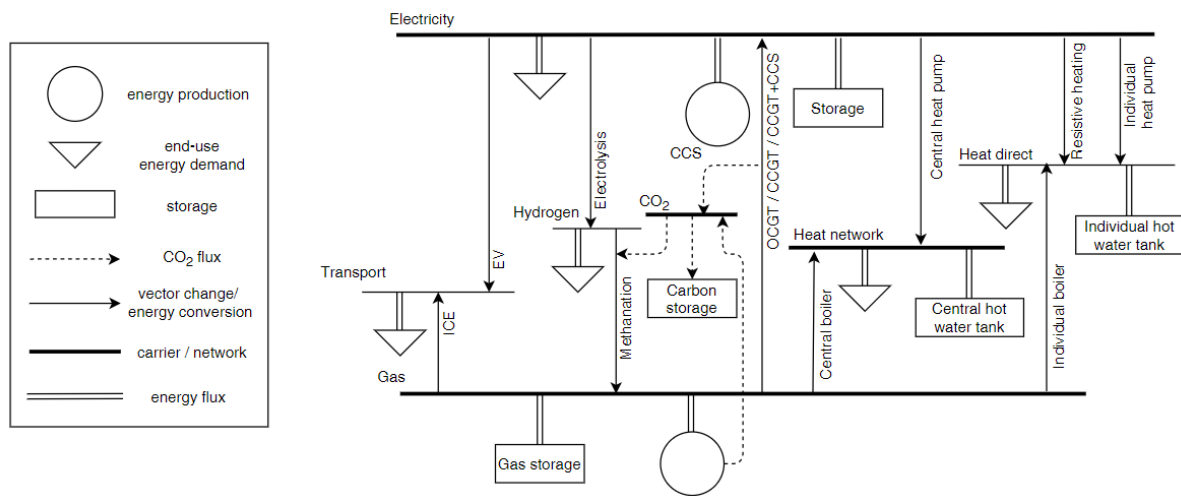 energy production
end-use
energy demand
storage
CO2 flux
vector change/
energy conversion
carrier / network
energy flux
Electricity
EV
Electrolysis
CCS
OCGT / CCGT / CCGT+CCS
Storage
Central heat pump
Resistive heating
Individual
heat pump
Heat direct
Individual hot
water tank
Hydrogen
CO2
Carbon
storage
Methanation
Heat network
Central hot
water tank
Central boiler
Individual boiler
Transport
ICE
Gas
Gas storage